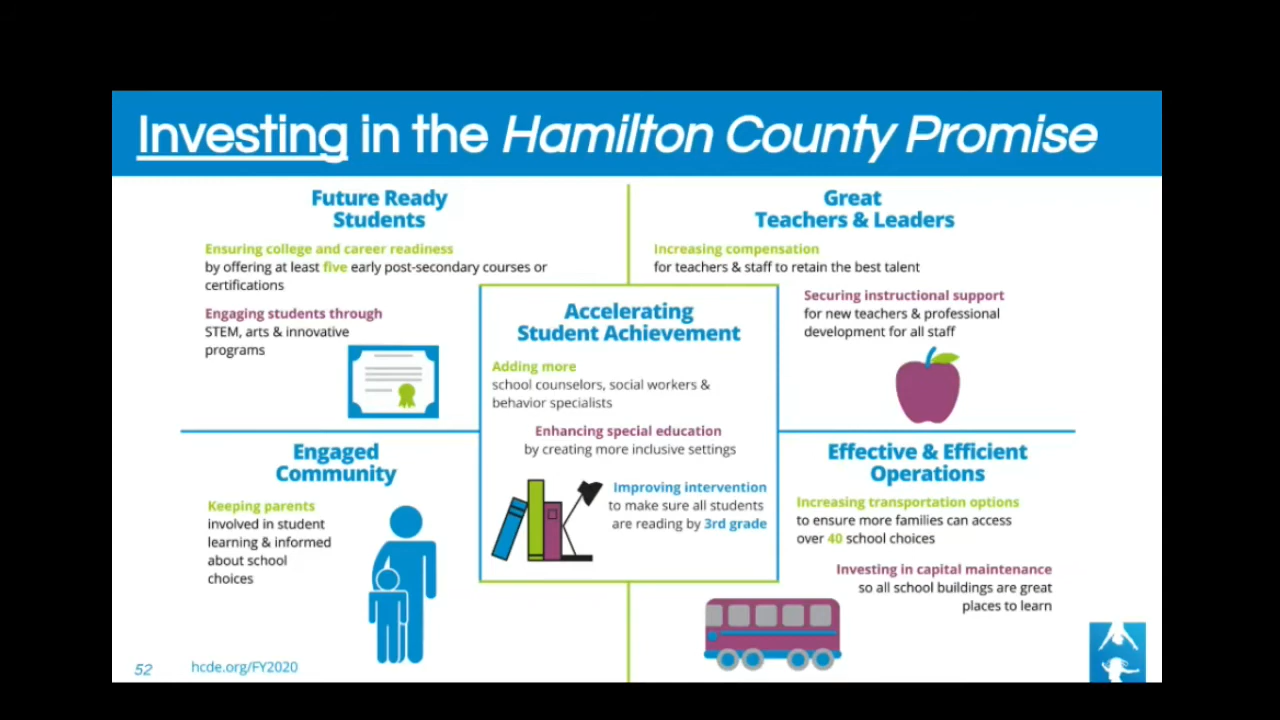 Investing in the Hamilton County Promise
Future Ready
Students
Ensuring college and career readiness
by offering at least five early post-secondary courses or
certifications
Engaging students through
STEM, arts & innovative
programs
Great
Teachers & Leaders
Increasing compensation
for teachers & staff to retain the best talent
Securing instructional support
for new teachers & professional
development for all staff
Accelerating
Student Achievement
Adding more
school counselors, social workers &
behavior specialists
Enhancing special education
by creating more inclusive settings
Improving intervention
to make sure all students
are reading by 3rd grade
Engaged
Community
Keeping parents
involved in student
learning & informed
about school
choices
Effective & Efficient
Operations
Increasing transportation options
to ensure more families can access
over 40 school choices
Investing in capital maintenance
so all school buildings are great
places to learn
52
hcde.org/FY2020